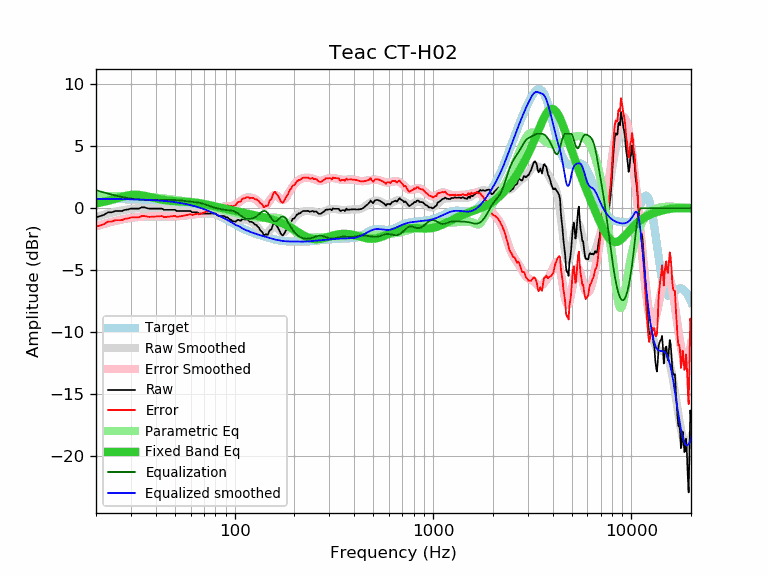 Teac CT-H02
Amplitude (dBr)
10
5
0
−5
−10
−15
−20
Target
Raw Smoothed
Error Smoothed
Raw
Error
Parametric Eq
Fixed Band Eq
Equalization
Equalized smoothed
100 1000 10000
Frequency (Hz)